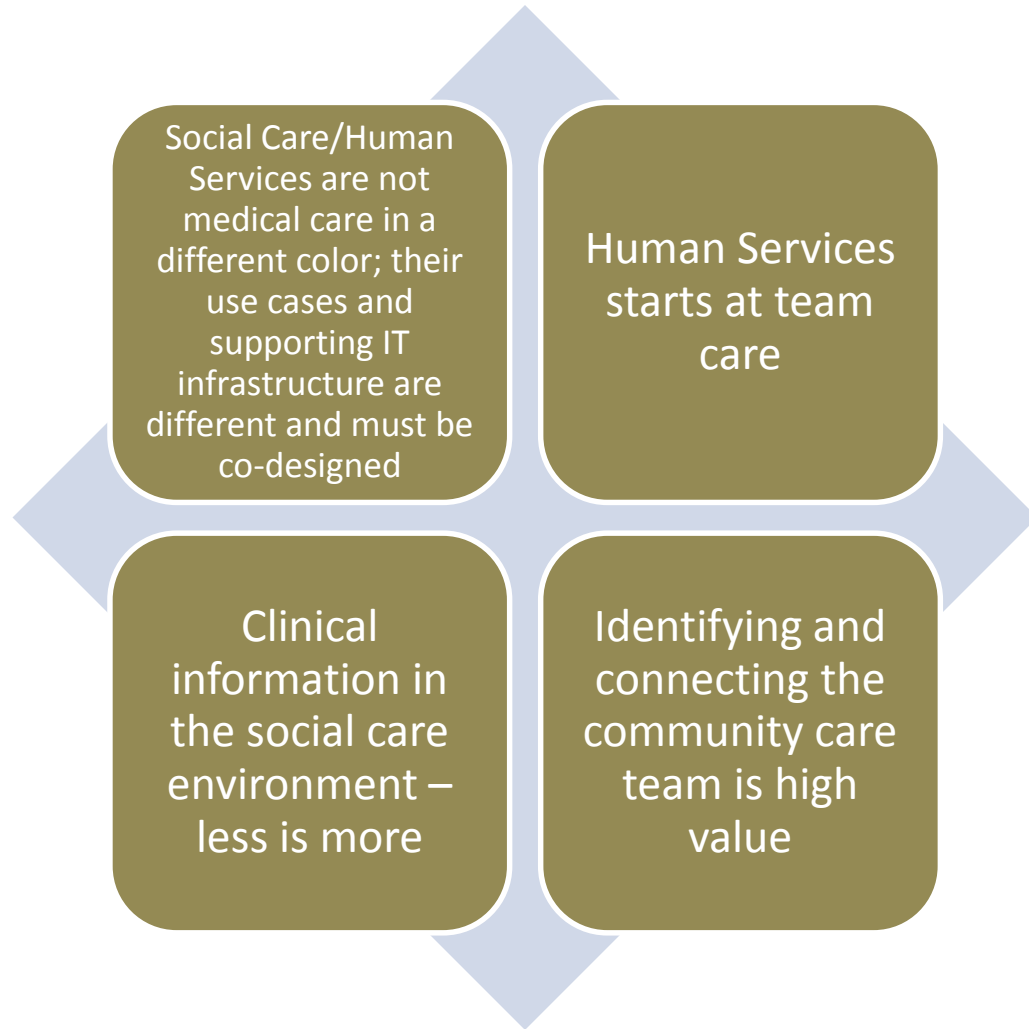 Social Care/Human
Services are not
medical care in a
different color; their
use cases and
supporting IT
infrastructure are
different and must be
co-designed
Human Services
starts at team
care
Clinical
information in
the social care
environment –
less is more
Identifying and
connecting the
community care
team is high
value